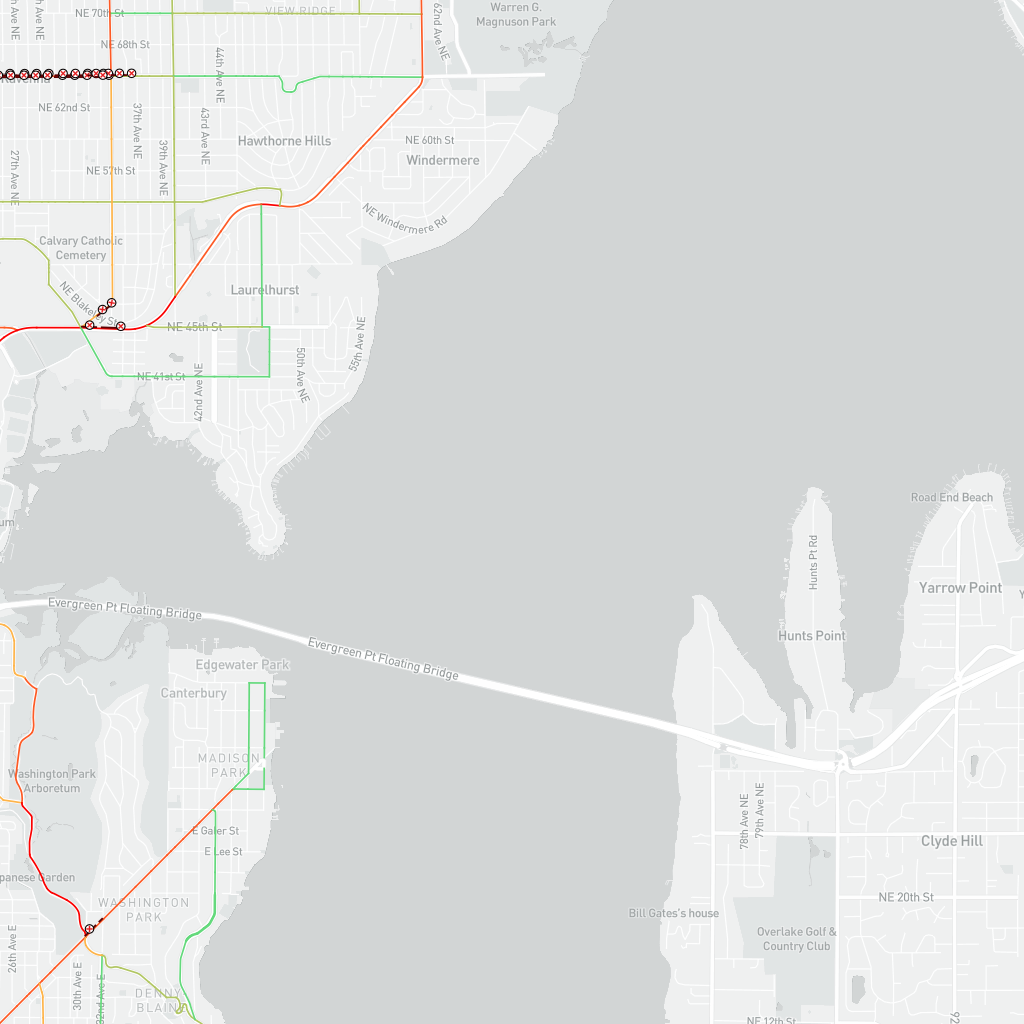 NE 70th St
VIEW RIDGE
62nd Ave NE
Warren G.
Magnuson Park
NE 68th St
44th Ave NE
Ravenna
NE 62nd St
37th Ave NE
43rd Ave NE
Hawthorne Hills
NE 60th St
Windermere
39th Ave NE
27th Ave NE
NE 57th St
NE Windermere Rd
Calvary Catholic
Cemetery
NE Blakeley St
Laurelhurst
NE 45th St
50th Ave NE
55th Ave NE
NE 41st St
42nd Ave NE
Road End Beach
Hunts Pt Rd
Yarrow Point
Evergreen Pt Floating Bridge
Evergreen Pt Floating Bridge
Hunts Point
Edgewater Park
Canterbury
MADISON
PARK
Washington Park
Arboretum
78th Ave NE
79th Ave NE
E Galer St
E Lee St
Clyde Hill
panese Garden
NE 20th St
WASHINGTON
PARK
Bill Gates's house
Overlake Golf &
Country Club
26th Ave E
30th Ave E
32nd Ave E
DENNY
BLAINE
NE 12th St